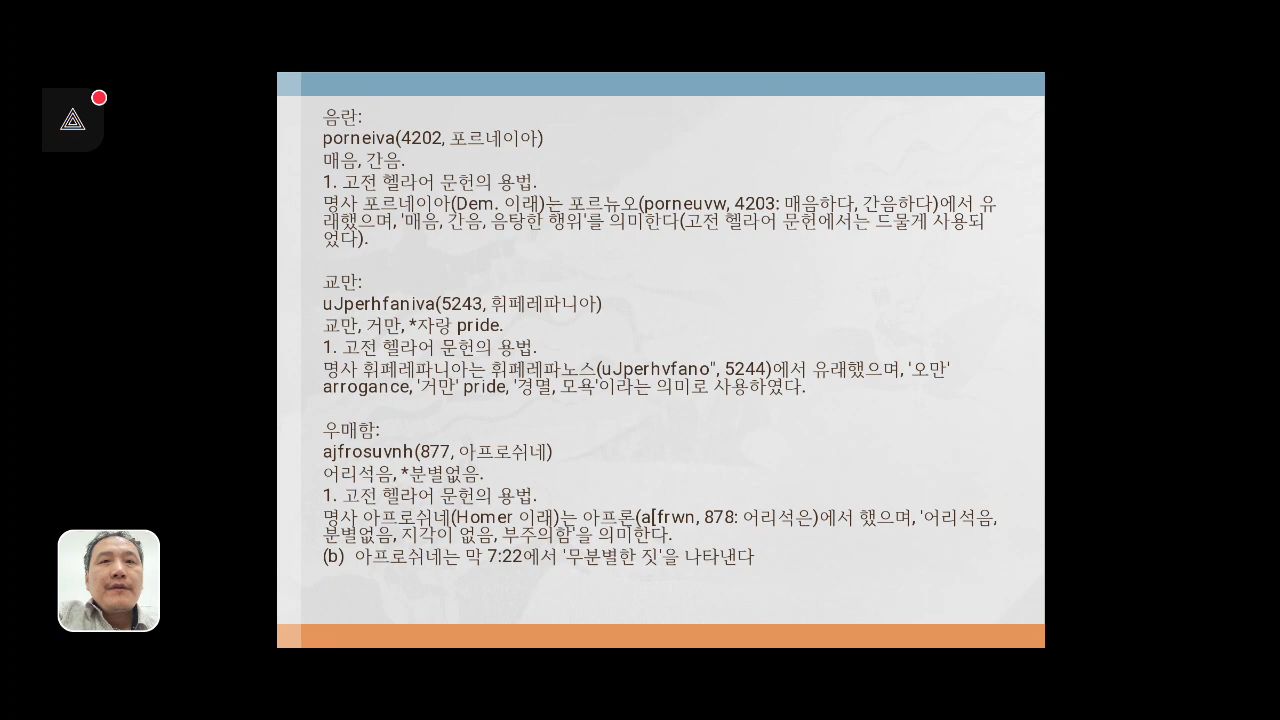 음란:
porneiva(4202, 포르네이아)
매음, 간음.
1. 고전 헬라어 문헌의 용법.
명사 포르네이아(Dem. 이래)는 포르뉴오(porneuvw, 4203: 매음하다, 간음하다)에서 유
래했으며, '매음, 간음, 음탕한 행위'를 의미한다(고전 헬라어 문헌에서는 드물게 사용되
었다).
교만:
uJperhfaniva(5243, 휘페레파니아)
교만, 거만, *자랑 pride.
1. 고전 헬라어 문헌의 용법.
명사 휘페레파니아는 휘페레파노스(uJperhvfano", 5244)에서 유래했으며, '오만'
arrogance, '거만' pride, '경멸, 모욕'이라는 의미로 사용하였다.
우매함:
ajfrosuvnh(877, 아프로쉬네)
어리석음, *분별없음.
1. 고전 헬라어 문헌의 용법.
명사 아프로쉬네(Homer 이래)는 아프론(a[frwn, 878: 어리석은)에서 했으며, '어리석음,
분별없음, 지각이 없음, 부주의함'을 의미한다.
(b) 아프로쉬네는 막 7:22에서 '무분별한 짓'을 나타낸다